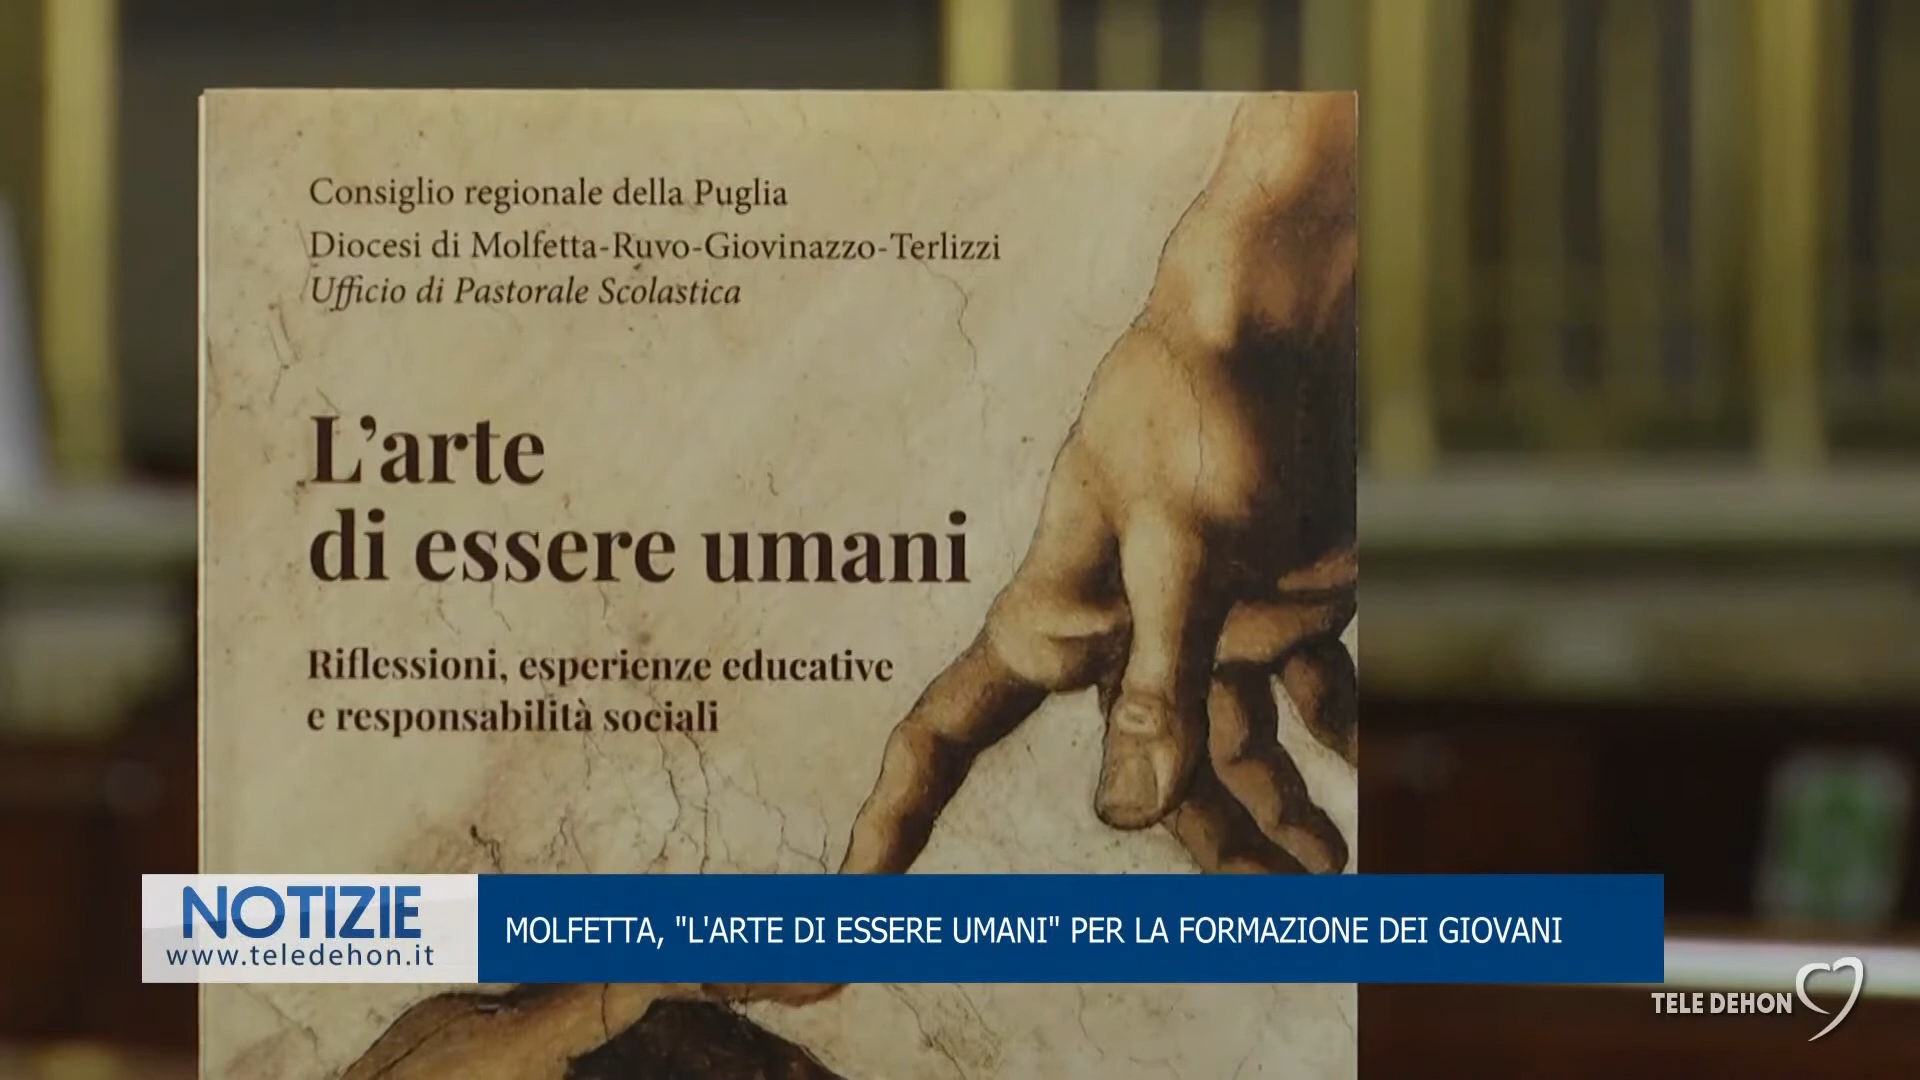 Consiglio regionale della Puglia
Diocesi di Molfetta-Ruvo-Giovinazzo-Terlizzi
Ufficio di Pastorale Scolastica
L’arte
di essere umani
Riflessioni, esperienze educative
e responsabilità sociali
NOTIZIE
www.teledehon.it
MOLFETTA, "L'ARTE DI ESSERE UMANI" PER LA FORMAZIONE DEI GIOVANI
TELE DEHON